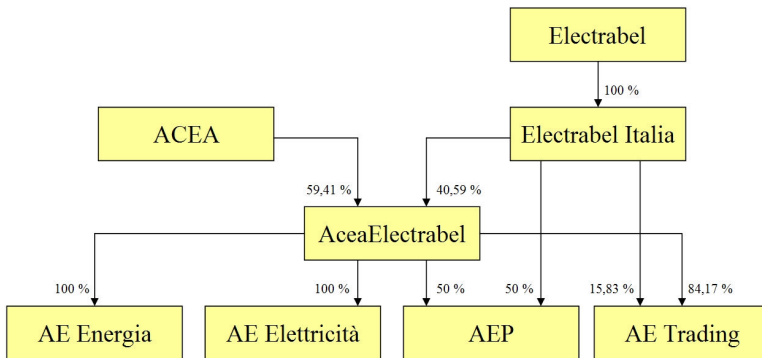 Electrabel
100 %
ACEA
Electrabel Italia
59,41 %
40,59 %
AceaElectrabel
100 %
100 %
50 %
50 %
15,83 %
84,17 %
AE Energia
AE Elettricità
AEP
AE Trading